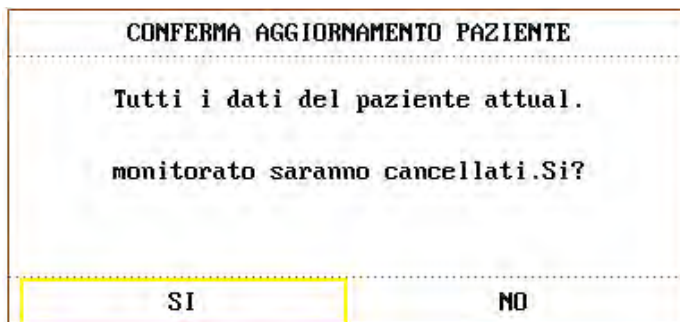 CONFERMA AGGIORNAMENTO PAZIENTE
Tutti i dati del paziente attual.
monitorato saranno cancellati.Si?
SI NO